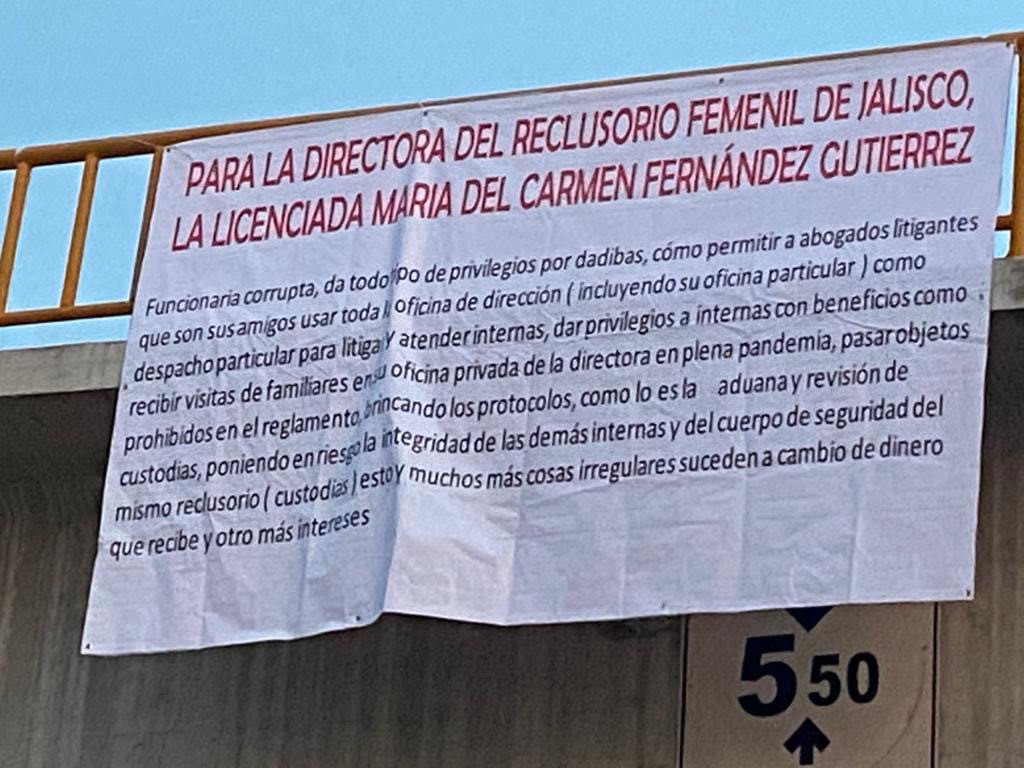 PARA LA DIRECTORA DEL RECLUSORIO FEMENIL DE JALISCO,
LA LICENCIADA MARIA DEL CARMEN FERNÁNDEZ GUTIERREZ
Funcionaria corrupta, da todo ipo de privilegios por dadibas, cómo permitir a abogados litigantes
que son sus amigos usar toda l oficina de dirección ( incluyendo su oficina particular ) como
despacho particular para litigar y atender internas, dar privilegios a internas con beneficios como
recibir visitas de familiares en su oficina privada de la directora en plena pandemia, pasar objetos
prohibidos en el reglamento, brincando los protocolos, como lo es la aduana y revisión de
custodias, poniendo en riesgo la integridad de las demás internas y del cuerpo de seguridad del
mismo reclusorio ( custodias ) esto y muchos más cosas irregulares suceden a cambio de dinero
que recibe y otro más intereses
5 50